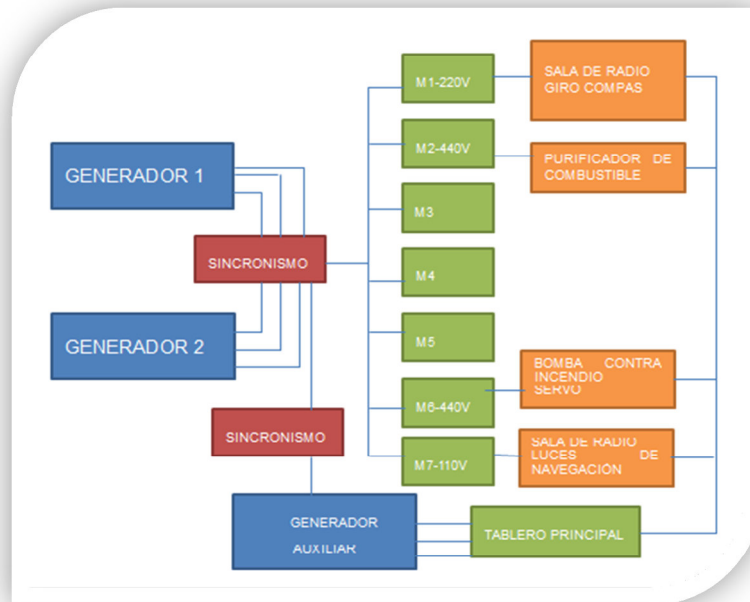 GENERADOR 1
GENERADOR 2
SINCRONISMO
SINCRONISMO
GENERADOR
AUXILIAR
M1-220V
M2-440V
M3
M4
M5
M6-440V
M7-110V
SALA DE RADIO
GIRO COMPAS
PURIFICADOR DE
COMBUSTIBLE
BOMBA CONTRA
INCENDIO
SERVO
SALA DE RADIO
LUCES DE
NAVEGACIÓN
TABLERO PRINCIPAL